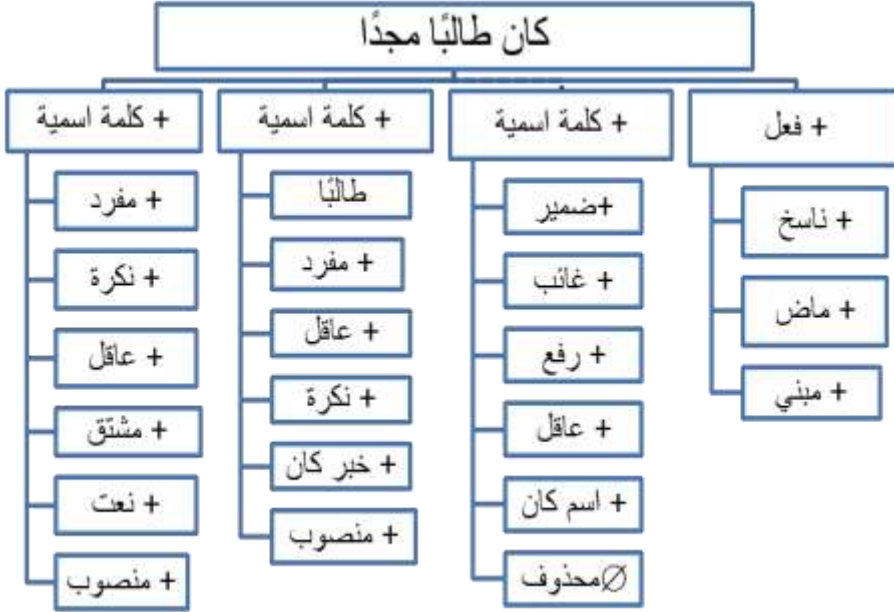 كان طالبًا مجدًا
+ فعل
+ ناسخ
+ ماض
+ مبني
+ كلمة اسمية
+ضمير
+ غائب
+ رفع
+ عاقل
+ اسم كان
∅محذوف
+ كلمة اسمية
طالبًا
+ مفرد
+ عاقل
+ نكرة
+ خبر كان
+ منصوب
+ كلمة اسمية
+ مفرد
+ نكرة
+ عاقل
+ مشتق
+ نعت
+ منصوب